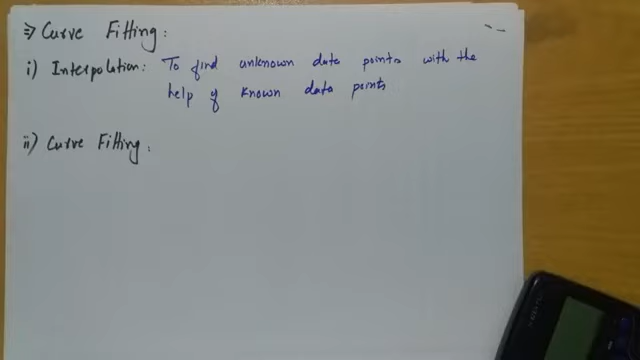 ⇒ Curve Fitting:
i) Interpolation: To find unknown data points with the
help of known data points
ii) Curve Fitting: